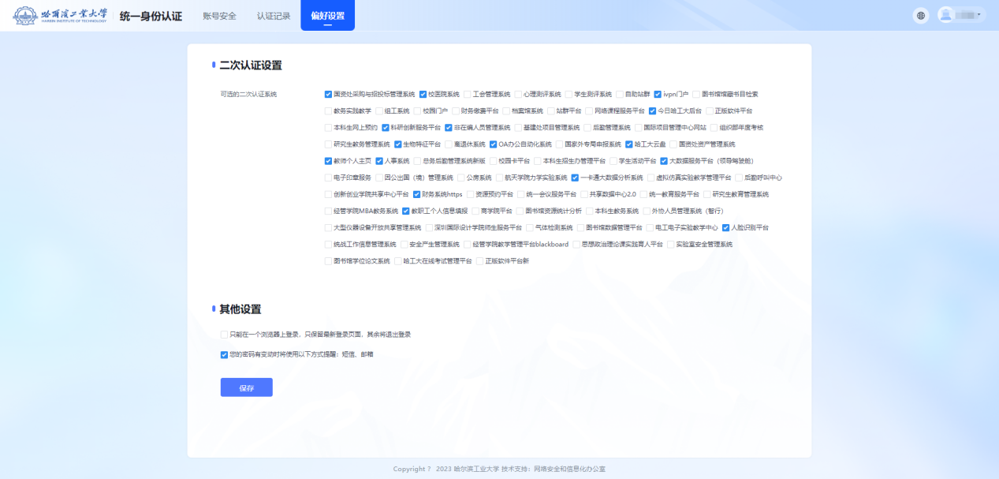 哈尔滨工业大学 统一身份认证 账号安全 认证记录 偏好设置
HARBIN INSTITUTE OF TECHNOLOGY
二次认证设置
可选的二次认证系统 国资处采购与招投标管理系统 校医院系统 工会管理系统 心理测评系统 学生测评系统 自助站群 ivpn门户 图书馆馆藏书目检索
教务实践教学 组工系统 校园门户 财务缴费平台 档案馆系统 站群平台 网络课程服务平台 今日哈工大后台 正版软件平台
本科生网上预约 科研创新服务平台 非在编人员管理系统 基建处项目管理系统 后勤管理系统 国际项目管理中心网站 组织部年度考核
研究生教务管理系统 生物特征平台 离退休系统 OA办公自动化系统 国家外专局申报系统 哈工大云盘 国资处资产管理系统
教师个人主页 人事系统 总务后勤管理系统新版 校园卡平台 本科生招生办管理平台 学生活动平台 大数据服务平台（领导驾驶舱）
电子印章服务 因公出国（境）管理系统 公房系统 航天学院力学实验系统 一卡通大数据分析系统 虚拟仿真实验教学管理平台 后勤呼叫中心
创新创业学院共享中心平台 财务系统https 资源预约平台 统一会议服务平台 共享数据中心2.0 统一教育服务平台 研究生教育管理系统
经管学院MBA教务系统 教职工个人信息填报 商学院平台 图书馆资源统计分析 本科生教务系统 外协人员管理系统（暂行）
大型仪器设备开放共享管理系统 深圳国际设计学院师生服务平台 气体检测系统 图书馆数据管理平台 电工电子实验教学中心 人脸识别平台
统战工作信息管理系统 安全产生管理系统 经管学院教学管理平台blackboard 思想政治理论课实践育人平台 实验室安全管理系统
图书馆学位论文系统 哈工大在线考试管理平台 正版软件平台新
其他设置
只能在一个浏览器上登录，只保留最新登录页面，其余将退出登录
您的密码有变动时将使用以下方式提醒：短信、邮箱
保存
Copyright ? 2023 哈尔滨工业大学 技术支持：网络安全和信息化办公室